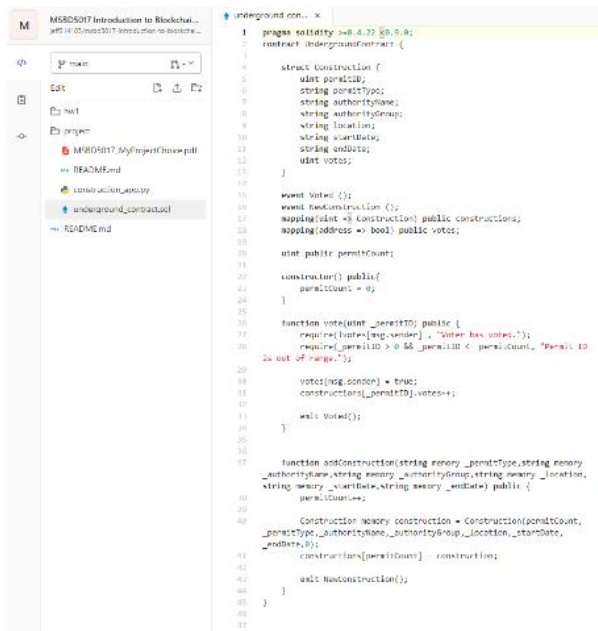 M
MSBD5017 Introduction to Blockchai...
main
Edit
hw1
project
MSBD5017_MyProjectChoice.pdf
README.md
construction_app.py
underground_contract.sol
README.md
underground_con... ×
1 pragma solidity >=0.4.22 <0.9.0;
2 contract UndergroundContract {
struct Construction {
uint permitID;
string permitType;
string authorityName;
string authorityGroup;
string location;
string startDate;
string endDate;
uint votes;
}
event Voted ();
event NewConstruction ();
mapping(uint => Construction) public constructions;
mapping(address => bool) public votes;
uint public permitCount;
constructor() public{
permitCount = 0;
}
function vote(uint _permitID) public {
require(!votes[msg.sender] , "Voter has voted.");
require(_permitID > 0 && _permitID <= permitCount, "Permit ID
is out of range.");
votes[msg.sender] = true;
constructions[_permitID].votes++;
emit Voted();
}
function addConstruction(string memory _permitType,string memory
_authorityName,string memory _authorityGroup,string memory _location,
string memory _startDate,string memory _endDate) public {
permitCount++;
Construction memory construction = Construction(permitCount,
_permitType,_authorityName,_authorityGroup,_location,_startDate,
_endDate,0);
constructions[permitCount] = construction;
emit NewConstruction();
}
}